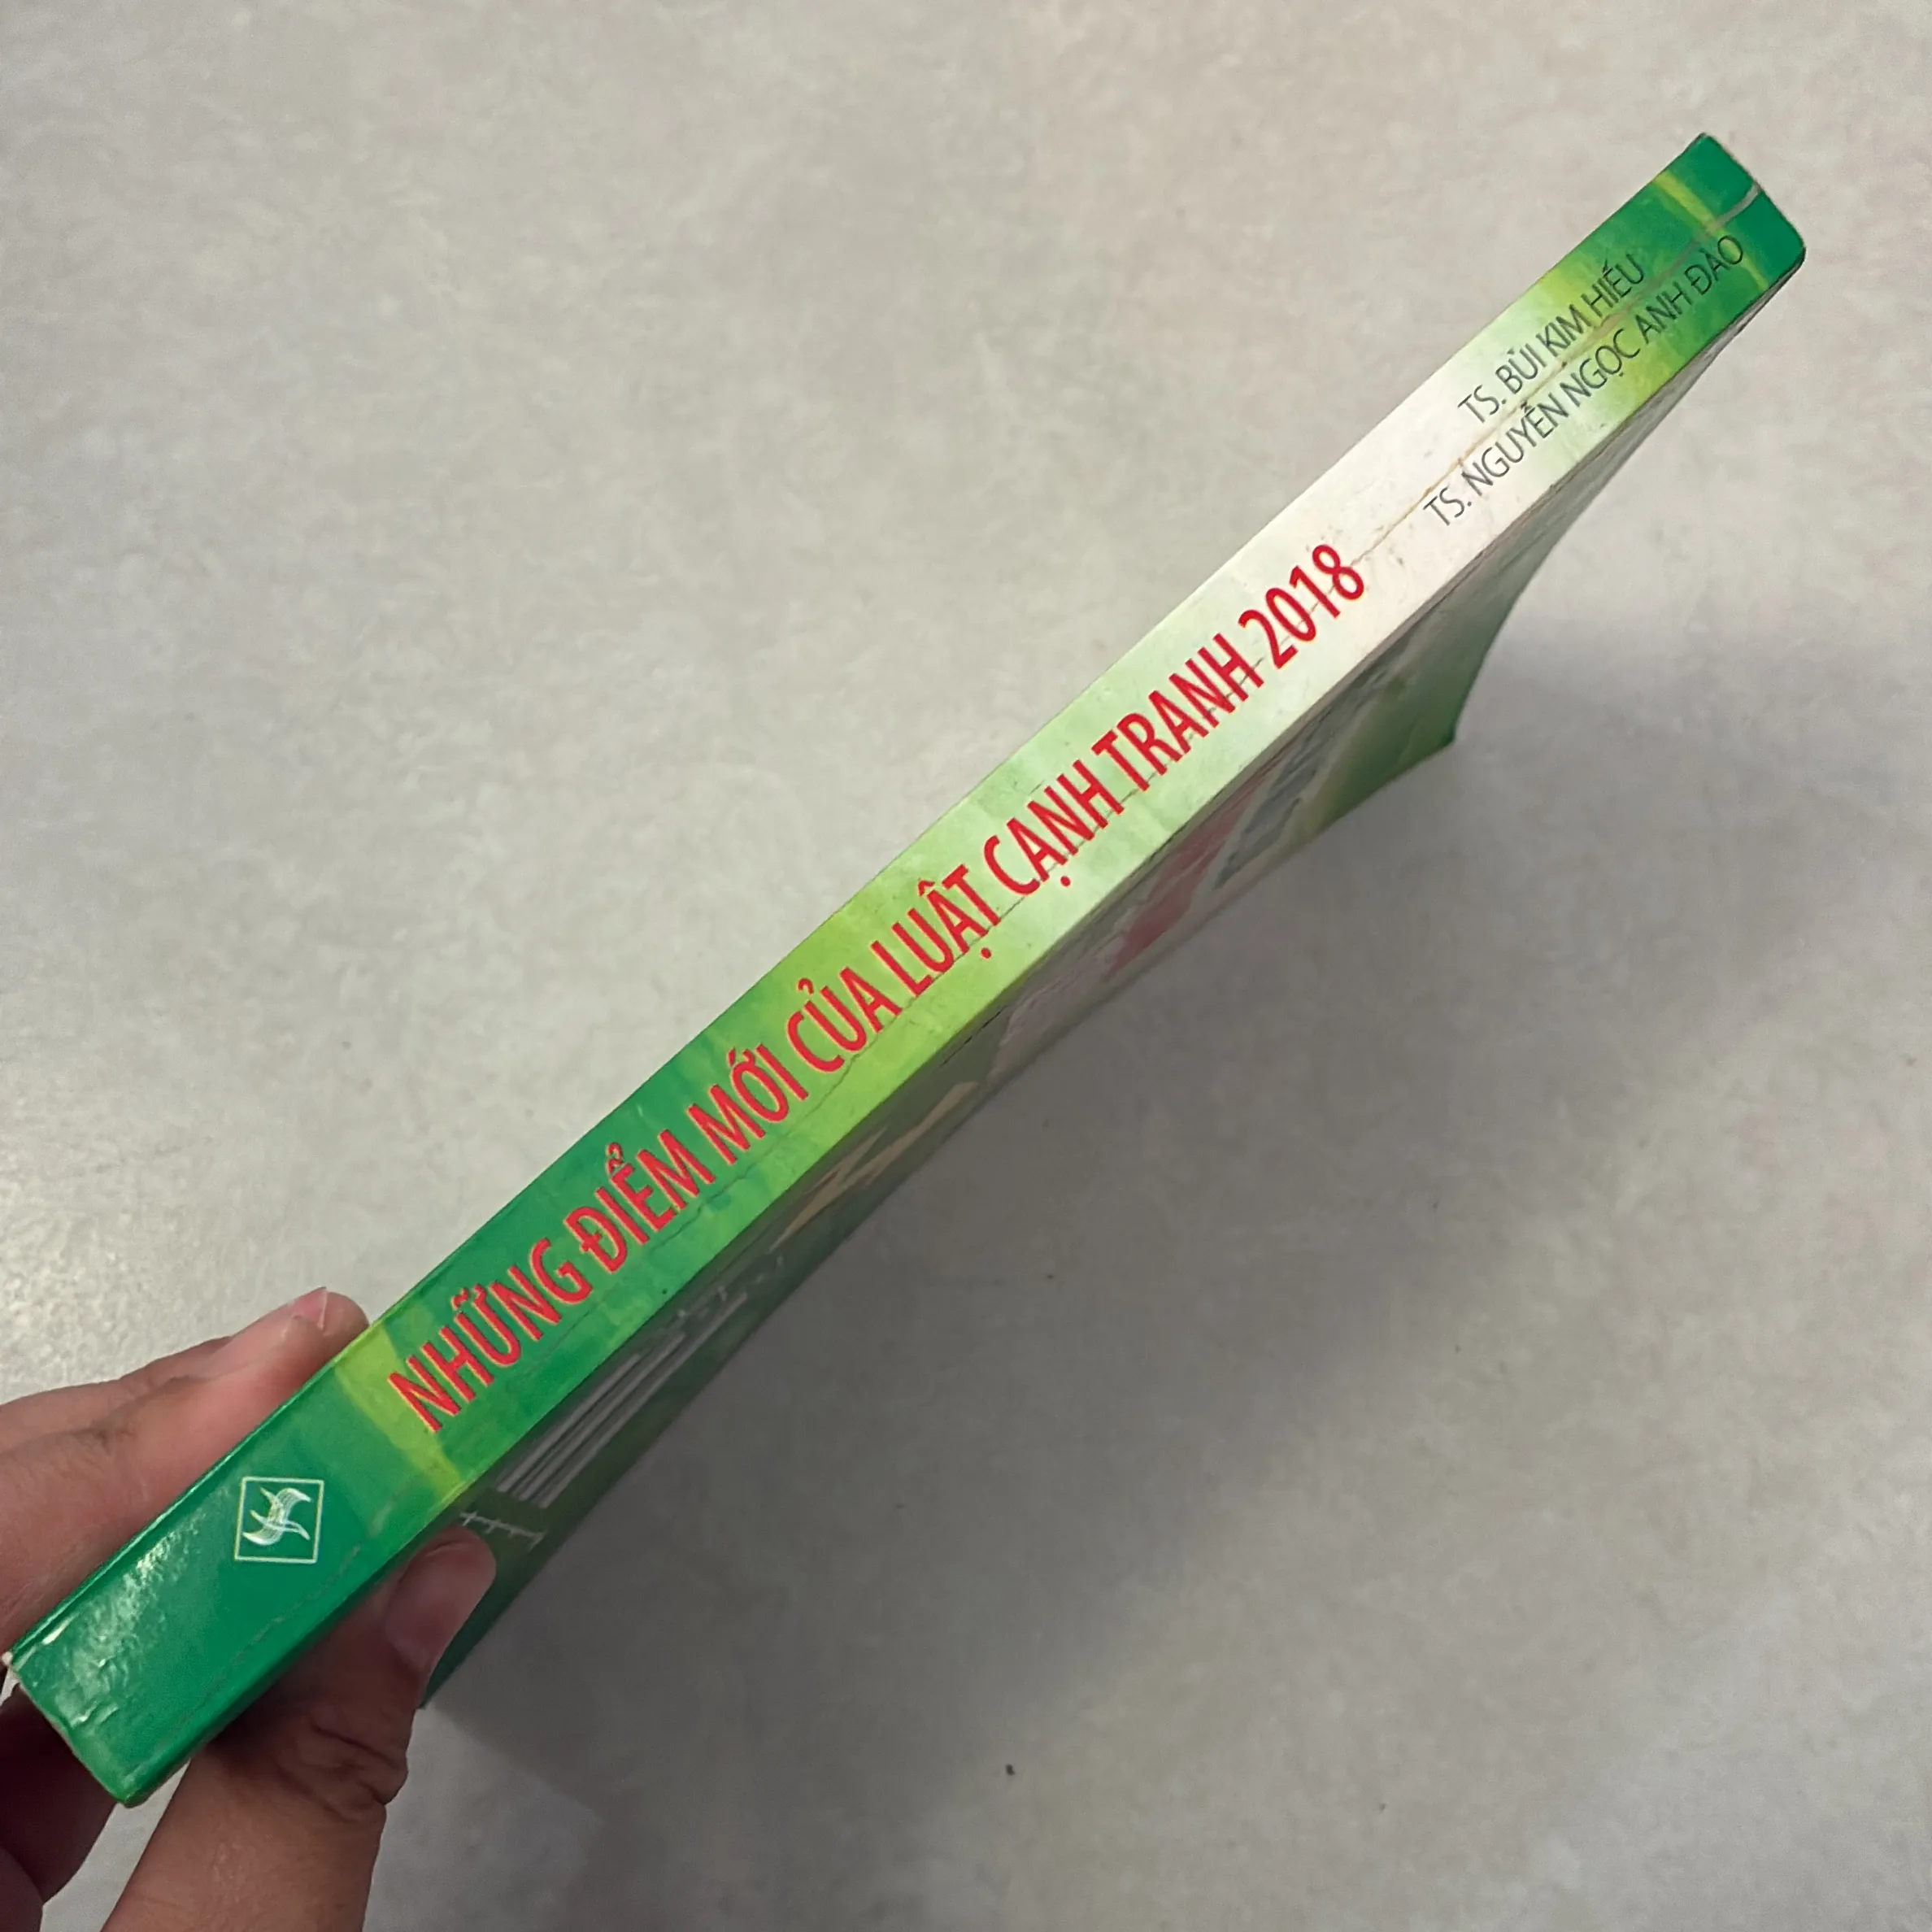 NHỮNG ĐIỂM MỚI CỦA LUẬT CẠNH TRANH 2018
TS. BÙI KIM HIẾU
TS. NGUYỄN NGỌC ANH ĐÀO